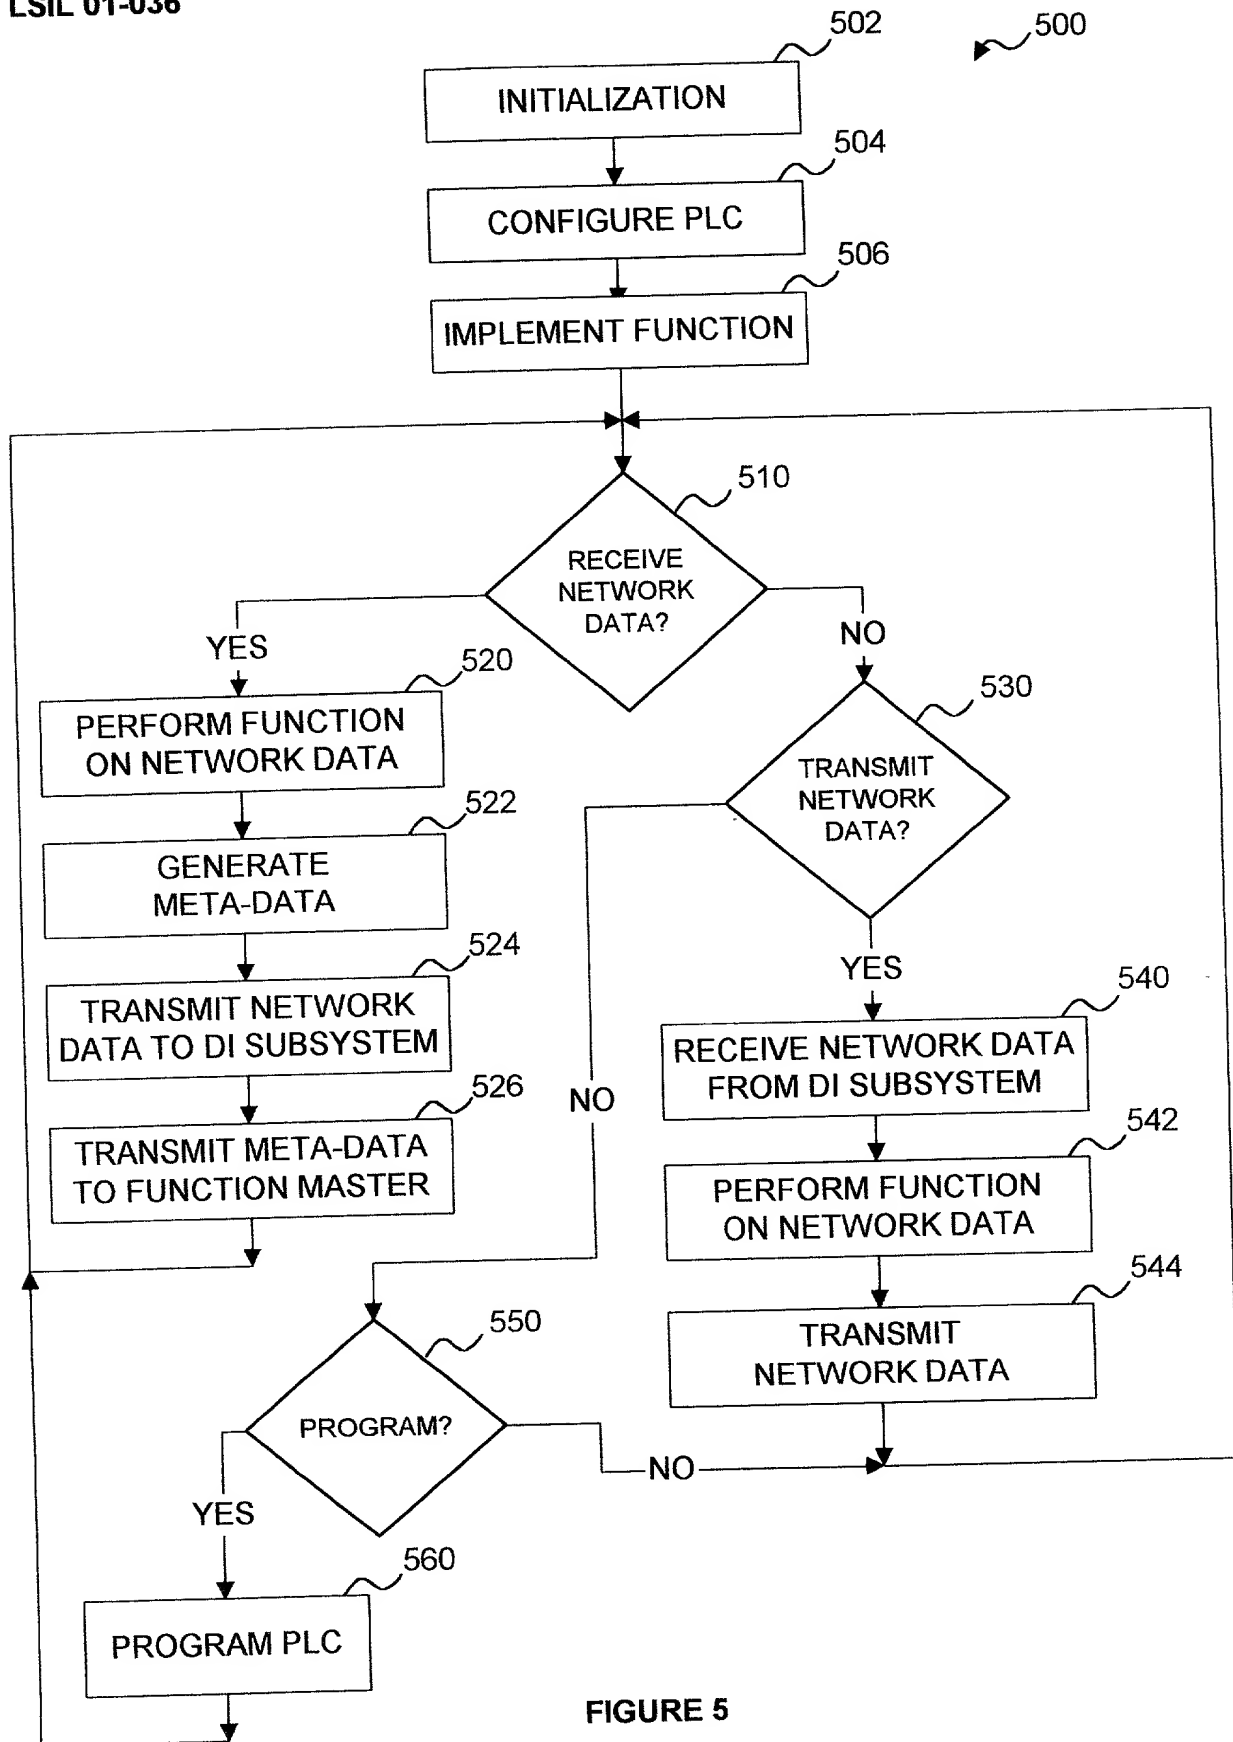 LSIL 01-036
502
500
INITIALIZATION
504
CONFIGURE PLC
506
IMPLEMENT FUNCTION
510
RECEIVE
NETWORK
DATA?
YES
NO
520
PERFORM FUNCTION
ON NETWORK DATA
530
TRANSMIT
NETWORK
DATA?
522
GENERATE
META-DATA
524
TRANSMIT NETWORK
DATA TO DI SUBSYSTEM
YES
540
RECEIVE NETWORK DATA
FROM DI SUBSYSTEM
NO
526
TRANSMIT META-DATA
TO FUNCTION MASTER
542
PERFORM FUNCTION
ON NETWORK DATA
544
TRANSMIT
NETWORK DATA
550
PROGRAM?
NO
YES
560
PROGRAM PLC
FIGURE 5